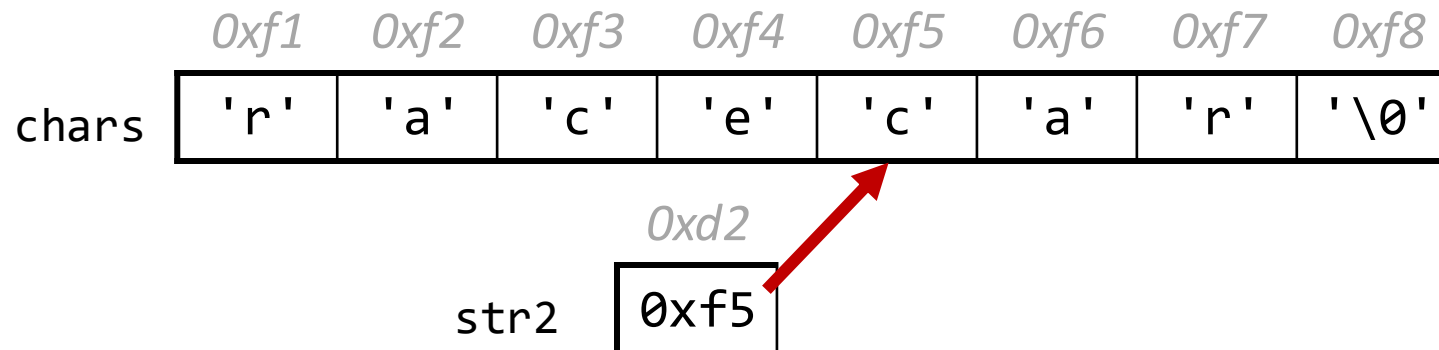 0xf1 0xf2 0xf3 0xf4 0xf5 0xf6 0xf7 0xf8
chars 'r' 'a' 'c' 'e' 'c' 'a' 'r' '\0'
0xd2
str2 0xf5